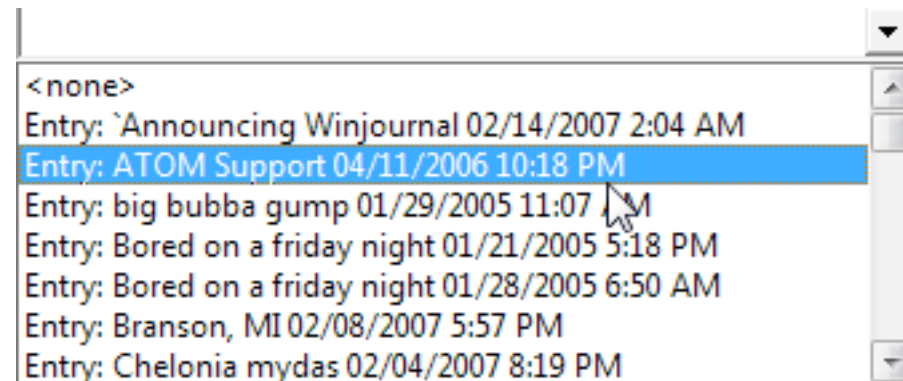 <none>
Entry: `Announcing Winjournal 02/14/2007 2:04 AM
Entry: ATOM Support 04/11/2006 10:18 PM
Entry: big bubba gump 01/29/2005 11:07 AM
Entry: Bored on a friday night 01/21/2005 5:18 PM
Entry: Bored on a friday night 01/28/2005 6:50 AM
Entry: Branson, MI 02/08/2007 5:57 PM
Entry: Chelonia mydas 02/04/2007 8:19 PM